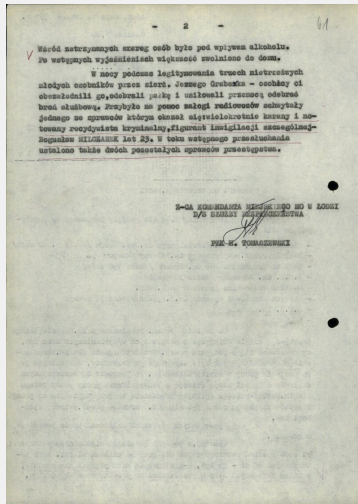 - 2 -
61
Wśród zatrzymanych szereg osób było pod wpływem alkoholu.
Po wstępnych wyjaśnieniach większość zwolniono do domu.
W nocy podczas legitymowania trzech nietrzeźwych
młodych osobników przez sierż. Jerzego Grabarka - osobnicy ci
obezwładnili go, odebrali pałkę i usiłowali przemocą odebrać
broń służbową. Przybyłe na pomoc załogi radiowozów schwytały
jednego ze sprawców którym okazał się wielokrotnie karany i no-
towany recydywista kryminalny, figurant inwigilacji szczególnej-
Bogusław MILCZAREK lat 23. W toku wstępnego przesłuchania
ustalono także dwóch pozostałych sprawców przestępstwa.
Z-CA KOMENDANTA MIEJSKIEGO MO W ŁODZI
D/S SŁUŻBY BEZPIECZEŃSTWA
PŁK H. TOMASZEWSKI